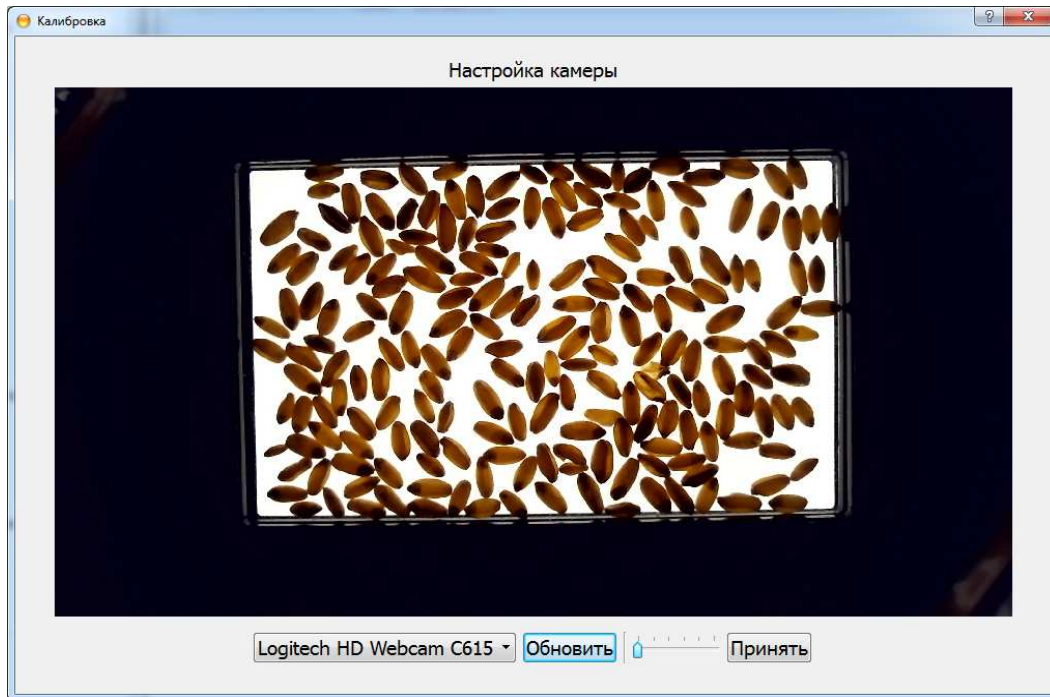 Калибровка
Настройка камеры
Logitech HD Webcam C615
Обновить
Принять